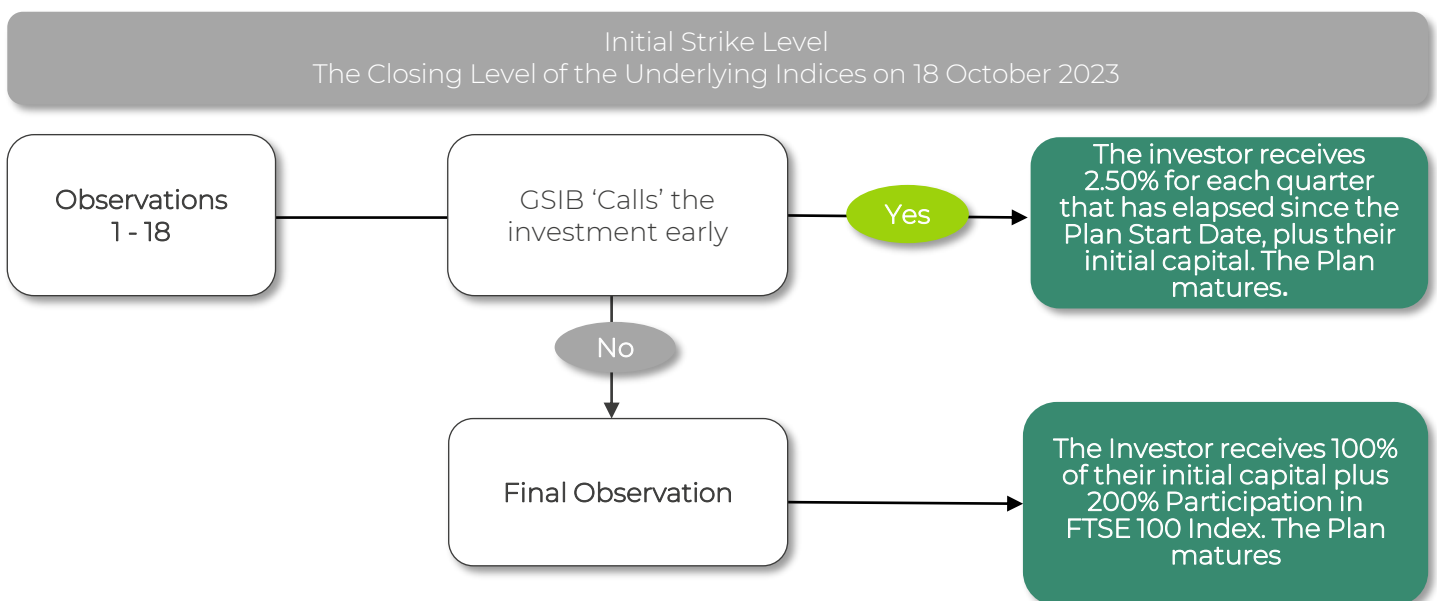 Initial Strike Level
The Closing Level of the Underlying Indices on 18 October 2023
Observations
1 - 18
GSIB ‘Calls’ the
investment early
Yes
The investor receives
2.50% for each quarter
that has elapsed since the
Plan Start Date, plus their
initial capital. The Plan
matures.
No
Final Observation
The Investor receives 100%
of their initial capital plus
200% Participation in
FTSE 100 Index. The Plan
matures